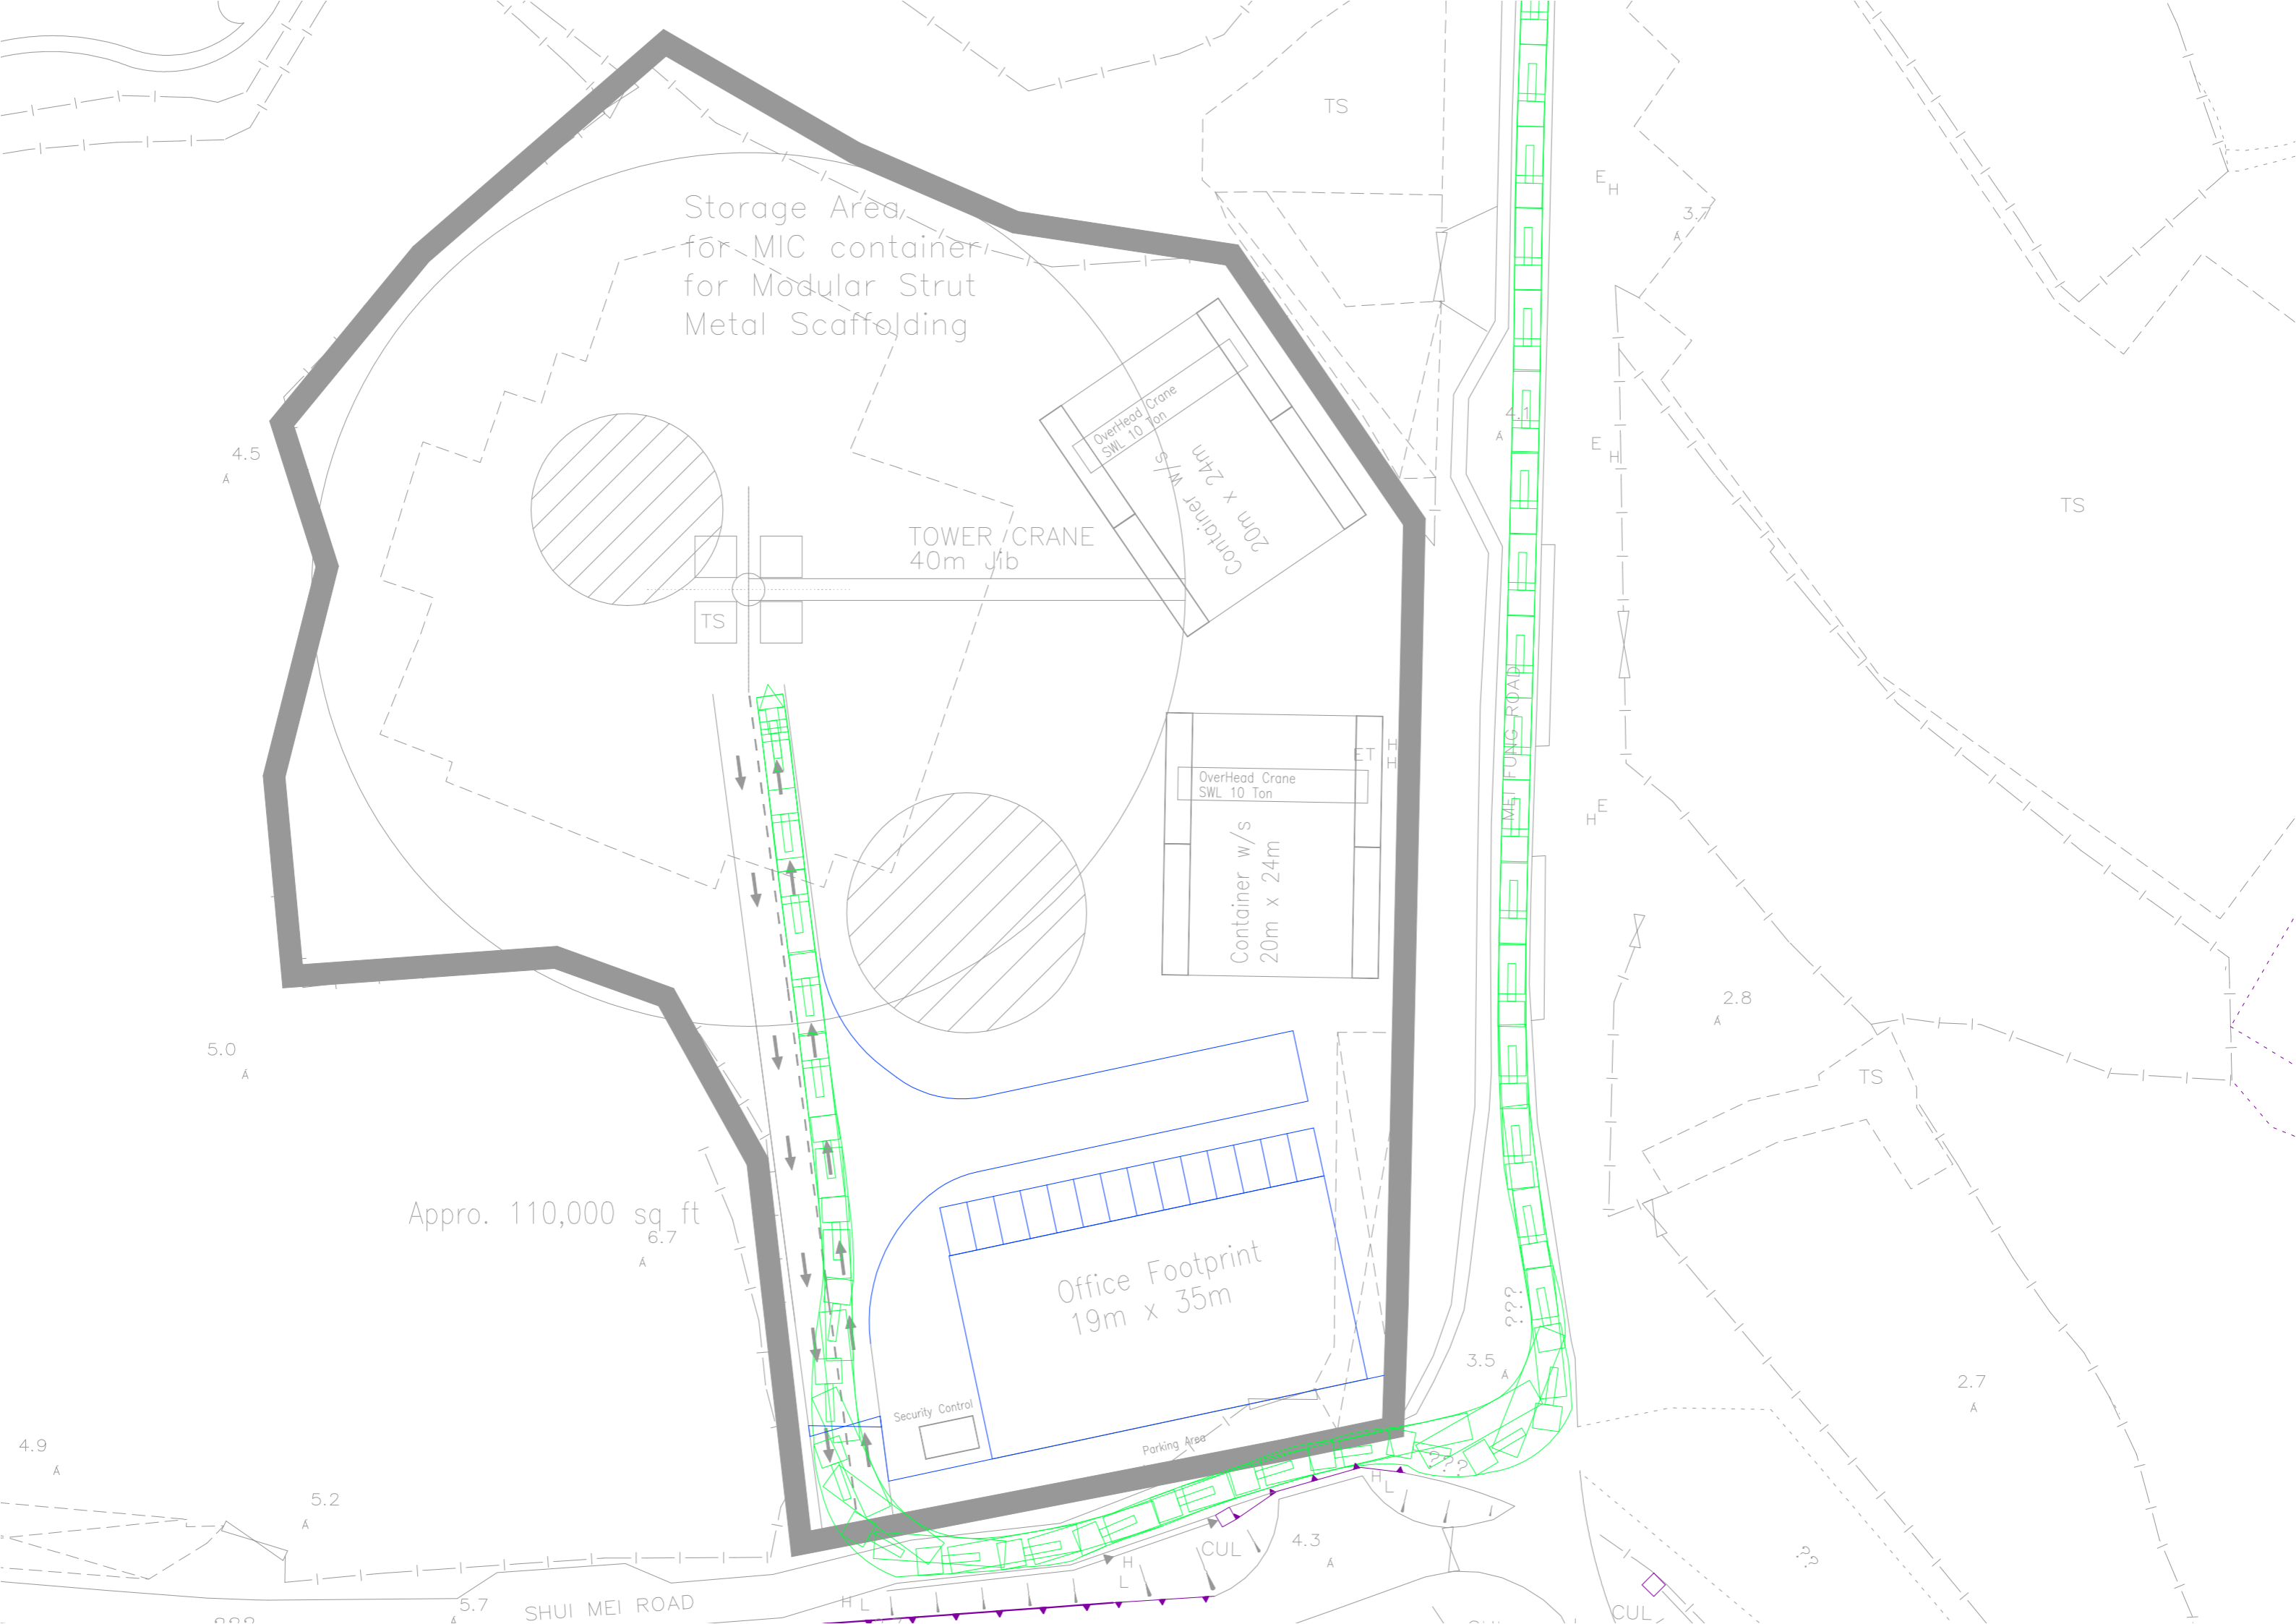 TS
E
H
Storage Area
for MIC container
for Modular Strut
Metal Scaffolding
3.7
OverHead Crane
SWL 10 Ton
4.1
4.5
E
H
Container w/s
20m x 24m
TS
TOWER CRANE
40m Jib
TS
MEI FUNG ROAD
ET
H
H
OverHead Crane
SWL 10 Ton
H E
Container w/s
20m x 24m
2.8
5.0
TS
Appro. 110,000 sq ft
6.7
Office Footprint
19m x 35m
???
3.5
2.7
Security Control
Parking Area
4.9
???
H
L
5.2
4.3
CUL
??
H
L
5.7
SHUI MEI ROAD
H L
CUL